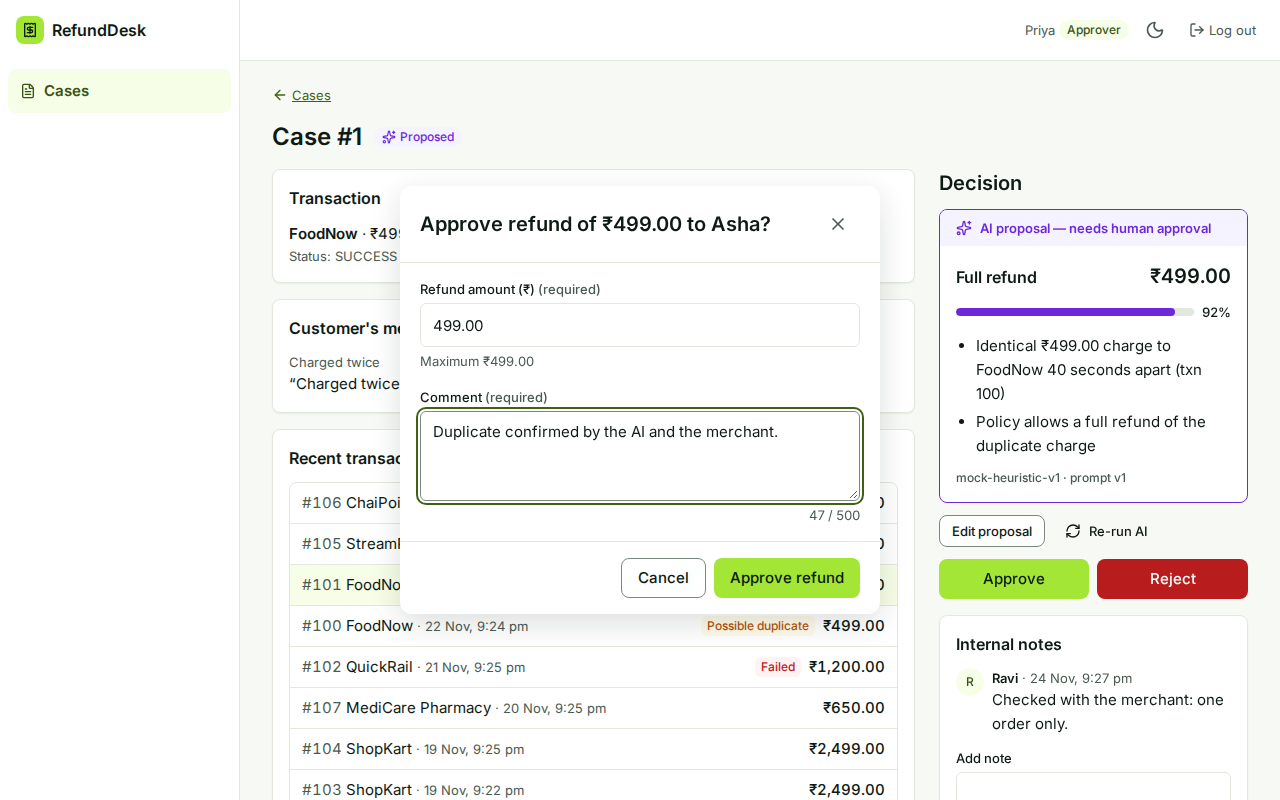 RefundDesk
Priya Approver Log out
Cases
Cases
Case #1 Proposed
Transaction
FoodNow · ₹499
Status: SUCCESS
Customer's me
Charged twice
“Charged twice
Recent transac
#106 ChaiPoi 0
#105 StreamF 0
#101 FoodNo 0
#100 FoodNow · 22 Nov, 9:24 pm Possible duplicate ₹499.00
#102 QuickRail · 21 Nov, 9:25 pm Failed ₹1,200.00
#107 MediCare Pharmacy · 20 Nov, 9:25 pm ₹650.00
#104 ShopKart · 19 Nov, 9:25 pm ₹2,499.00
#103 ShopKart · 19 Nov, 9:22 pm ₹2,499.00
Approve refund of ₹499.00 to Asha?
Refund amount (₹) (required)
499.00
Maximum ₹499.00
Comment (required)
Duplicate confirmed by the AI and the merchant.
47 / 500
Cancel Approve refund
Decision
AI proposal — needs human approval
Full refund ₹499.00
92%
• Identical ₹499.00 charge to
FoodNow 40 seconds apart (txn
100)
• Policy allows a full refund of the
duplicate charge
mock-heuristic-v1 · prompt v1
Edit proposal Re-run AI
Approve Reject
Internal notes
R Ravi · 24 Nov, 9:27 pm
Checked with the merchant: one
order only.
Add note